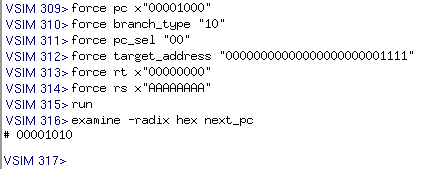 VSIM 309> force pc x"00001000"
VSIM 310> force branch_type "10"
VSIM 311> force pc_sel "00"
VSIM 312> force target_address "00000000000000000000001111"
VSIM 313> force rt x"00000000"
VSIM 314> force rs x"AAAAAAAA"
VSIM 315> run
VSIM 316> examine -radix hex next_pc
# 00001010
VSIM 317>